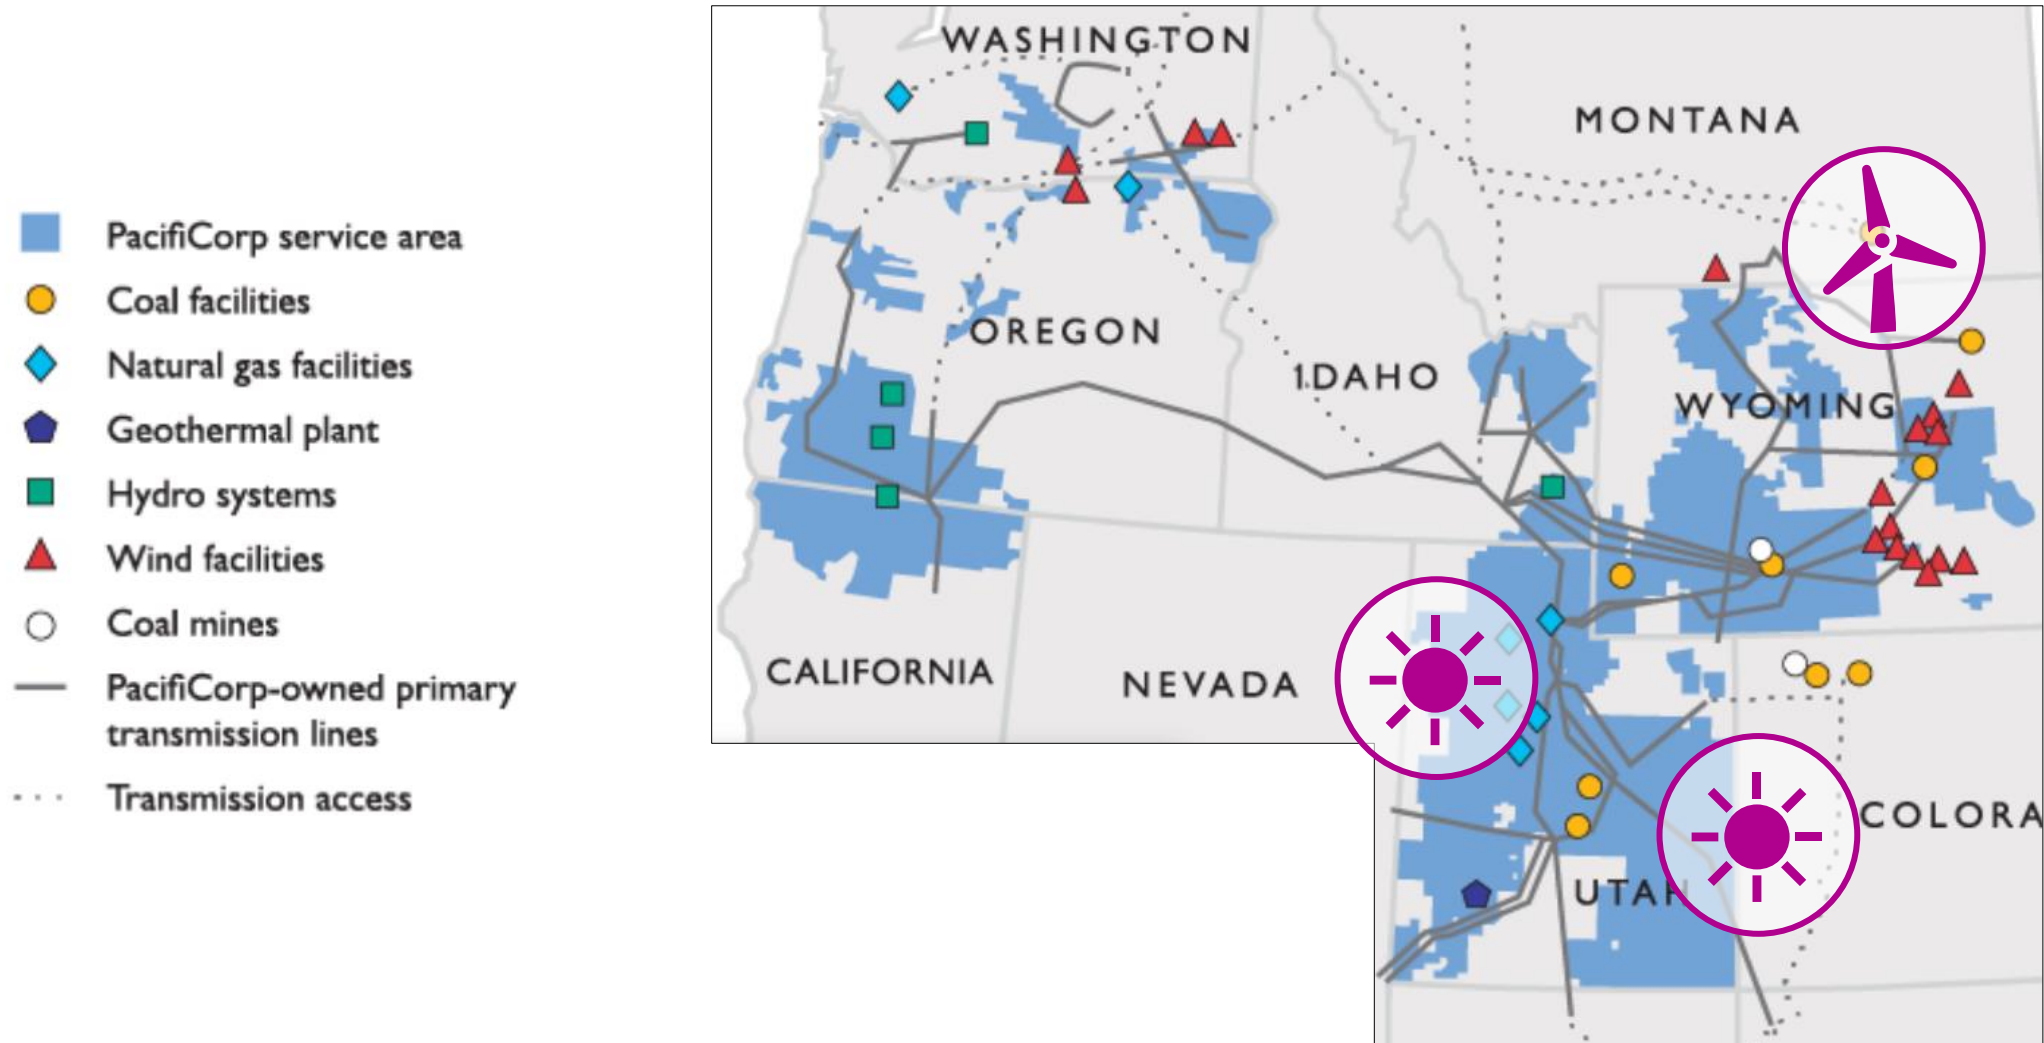 PacifiCorp service area
Coal facilities
Natural gas facilities
Geothermal plant
Hydro systems
Wind facilities
Coal mines
PacifiCorp-owned primary
transmission lines
Transmission access
WASHINGTON
MONTANA
OREGON
IDAHO
WYOMING
CALIFORNIA
NEVADA
COLORA
UTAH